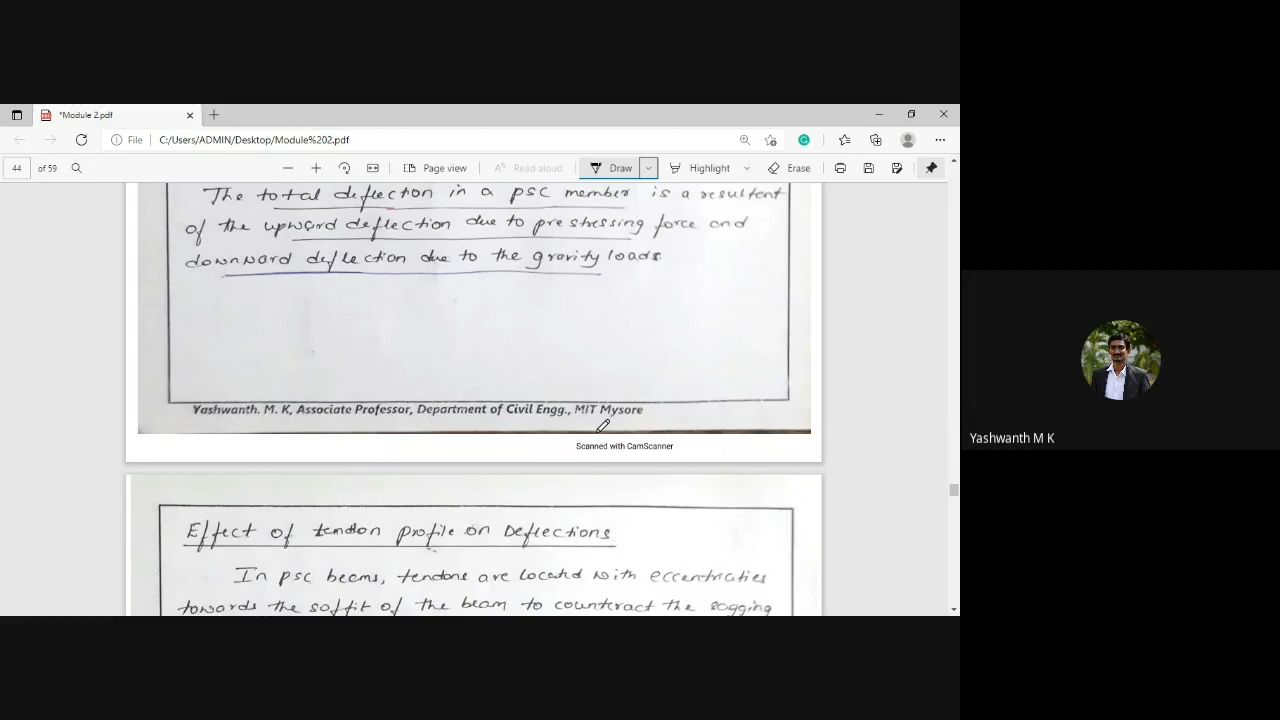 *Module 2.pdf
File
C:/Users/ADMIN/Desktop/Module%202.pdf
44 of 59
Page view
Read aloud
Draw
Highlight
Erase
The total deflection in a psc member is a resultent
of the upward deflection due to prestressing force and
downward deflection due to the gravity loads.
Yashwanth. M. K, Associate Professor, Department of Civil Engg., MIT Mysore
Scanned with CamScanner
Effect of tendon profile on Deflections
In psc beams, tendons are located with eccentricities
towards the soffit of the beam to counteract the sagging
Yashwanth M K